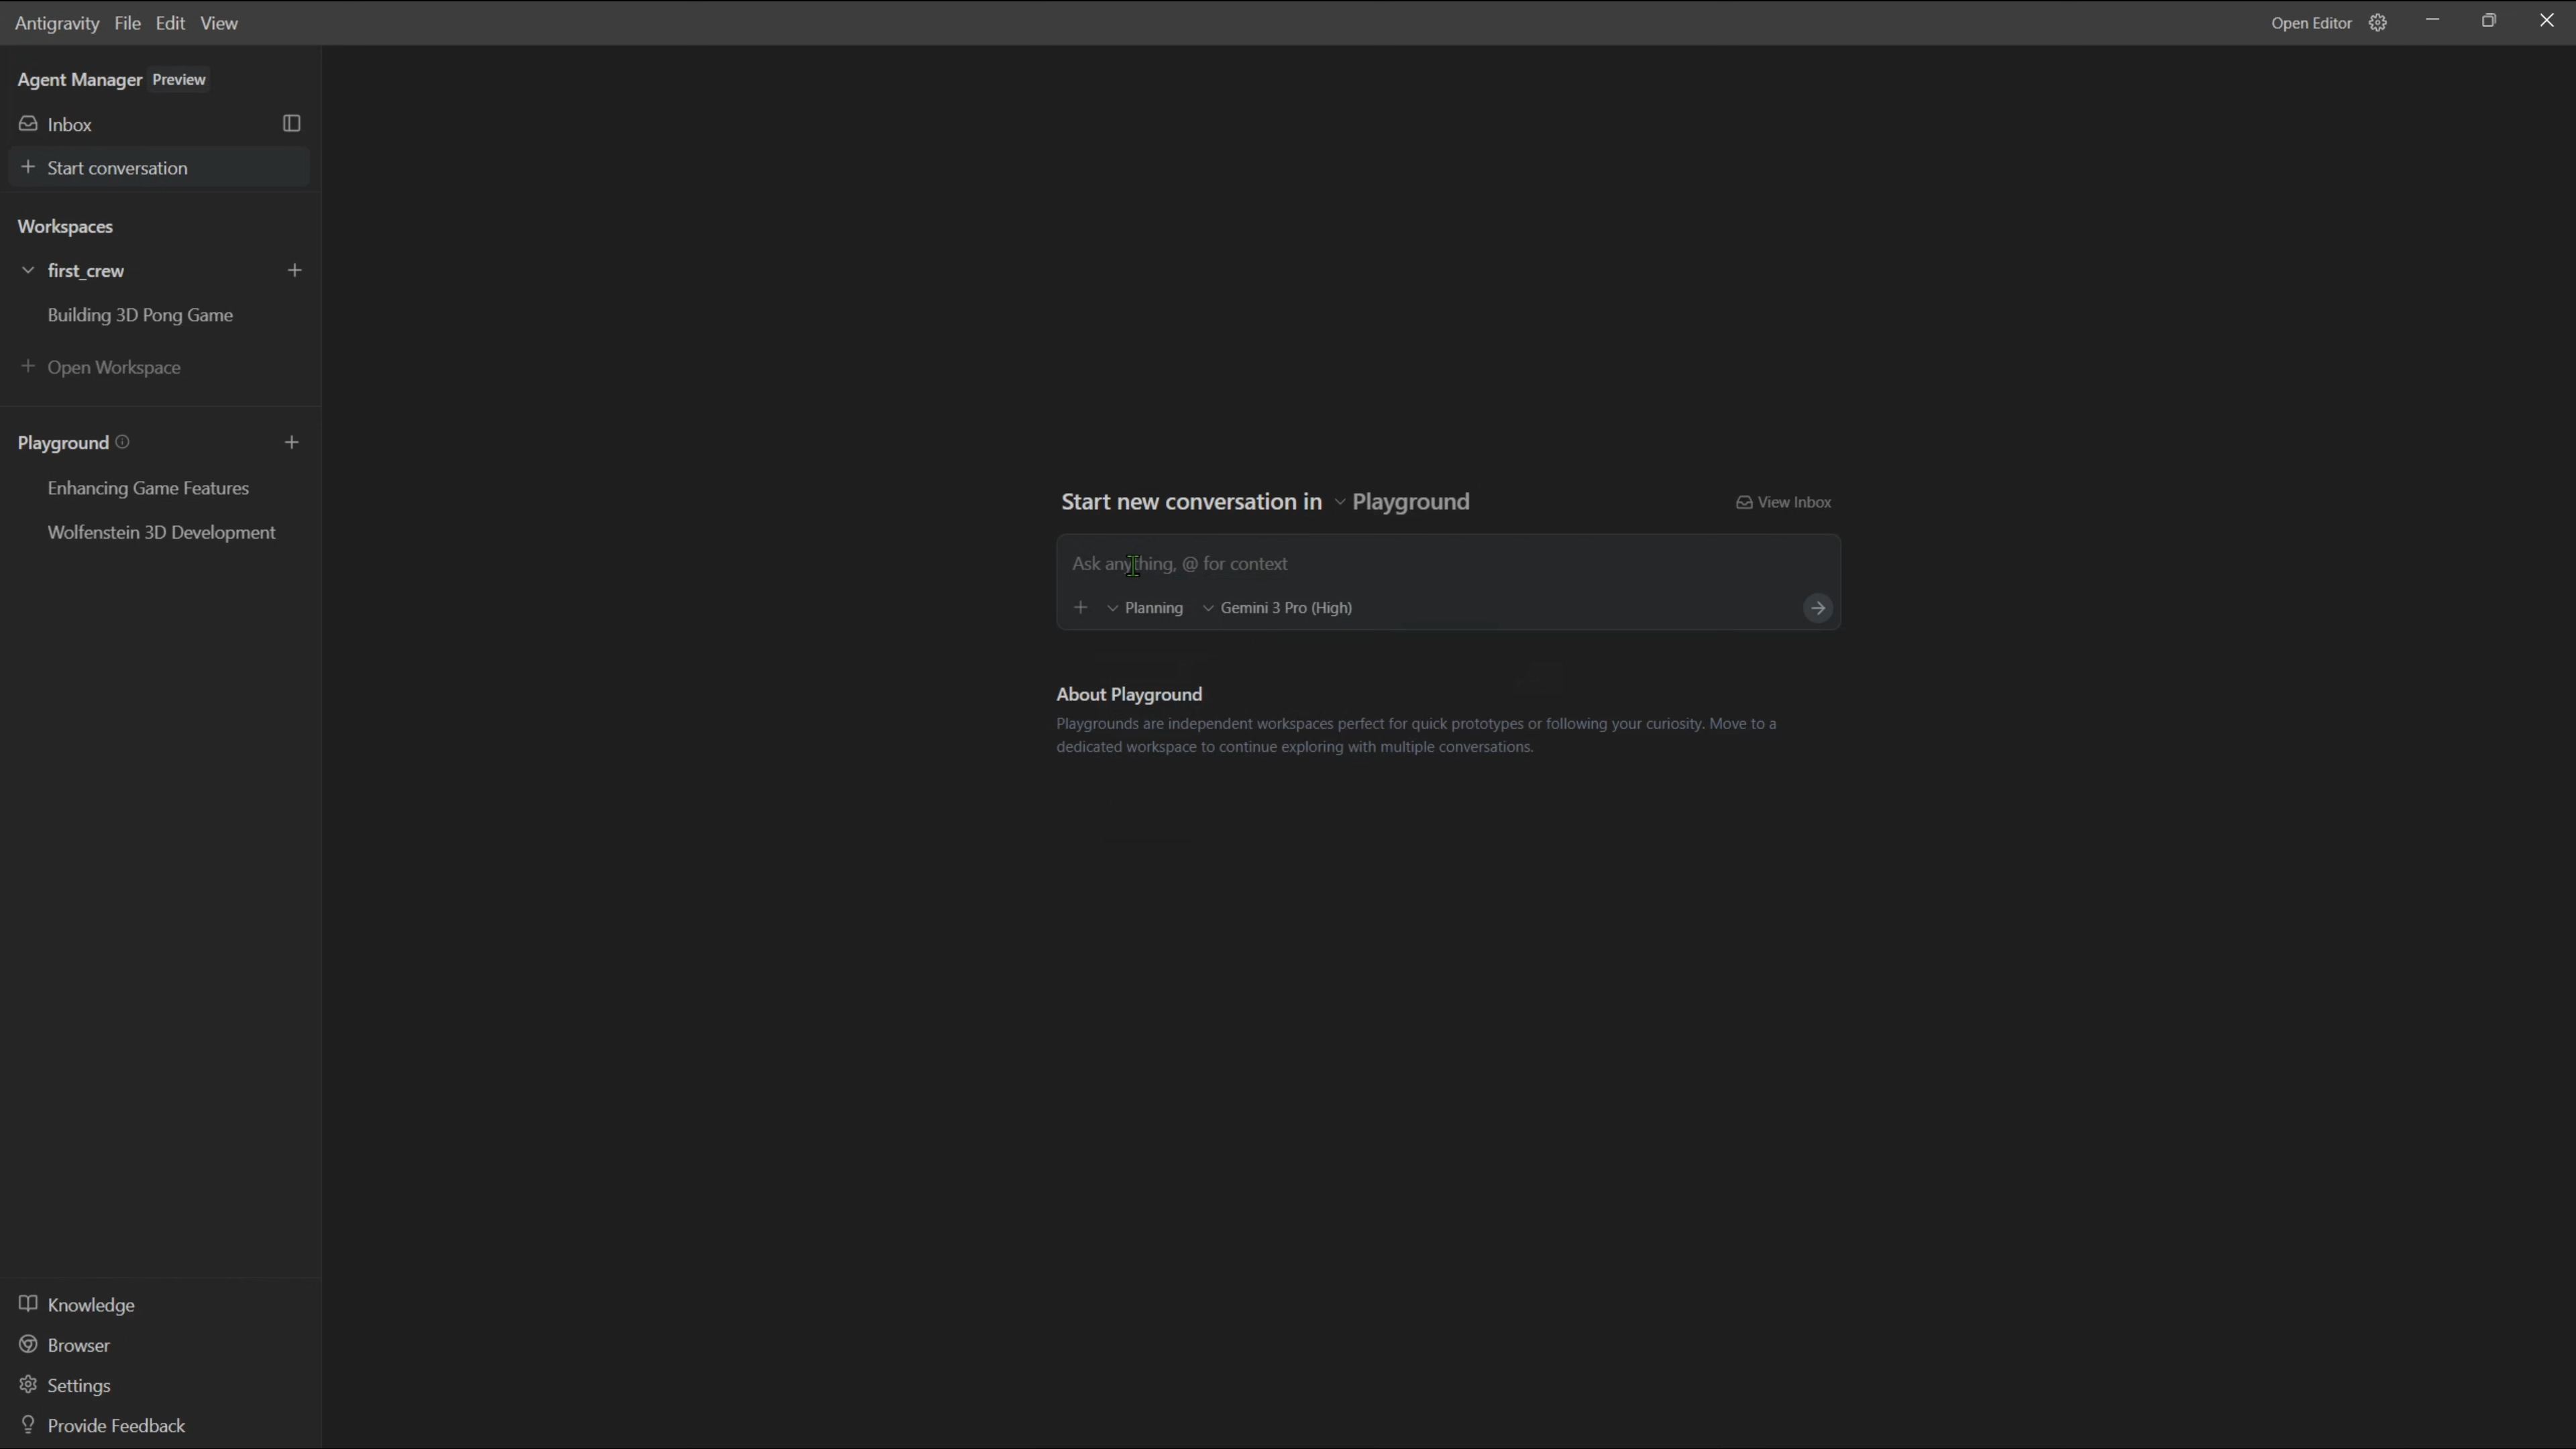 Antigravity File Edit View Open Editor
Agent Manager Preview
Inbox
Start conversation
Workspaces
first_crew
Building 3D Pong Game
Open Workspace
Playground
Enhancing Game Features
Wolfenstein 3D Development
Start new conversation in Playground View Inbox
Ask anything, @ for context
Planning Gemini 3 Pro (High)
About Playground
Playgrounds are independent workspaces perfect for quick prototypes or following your curiosity. Move to a
dedicated workspace to continue exploring with multiple conversations.
Knowledge
Browser
Settings
Provide Feedback